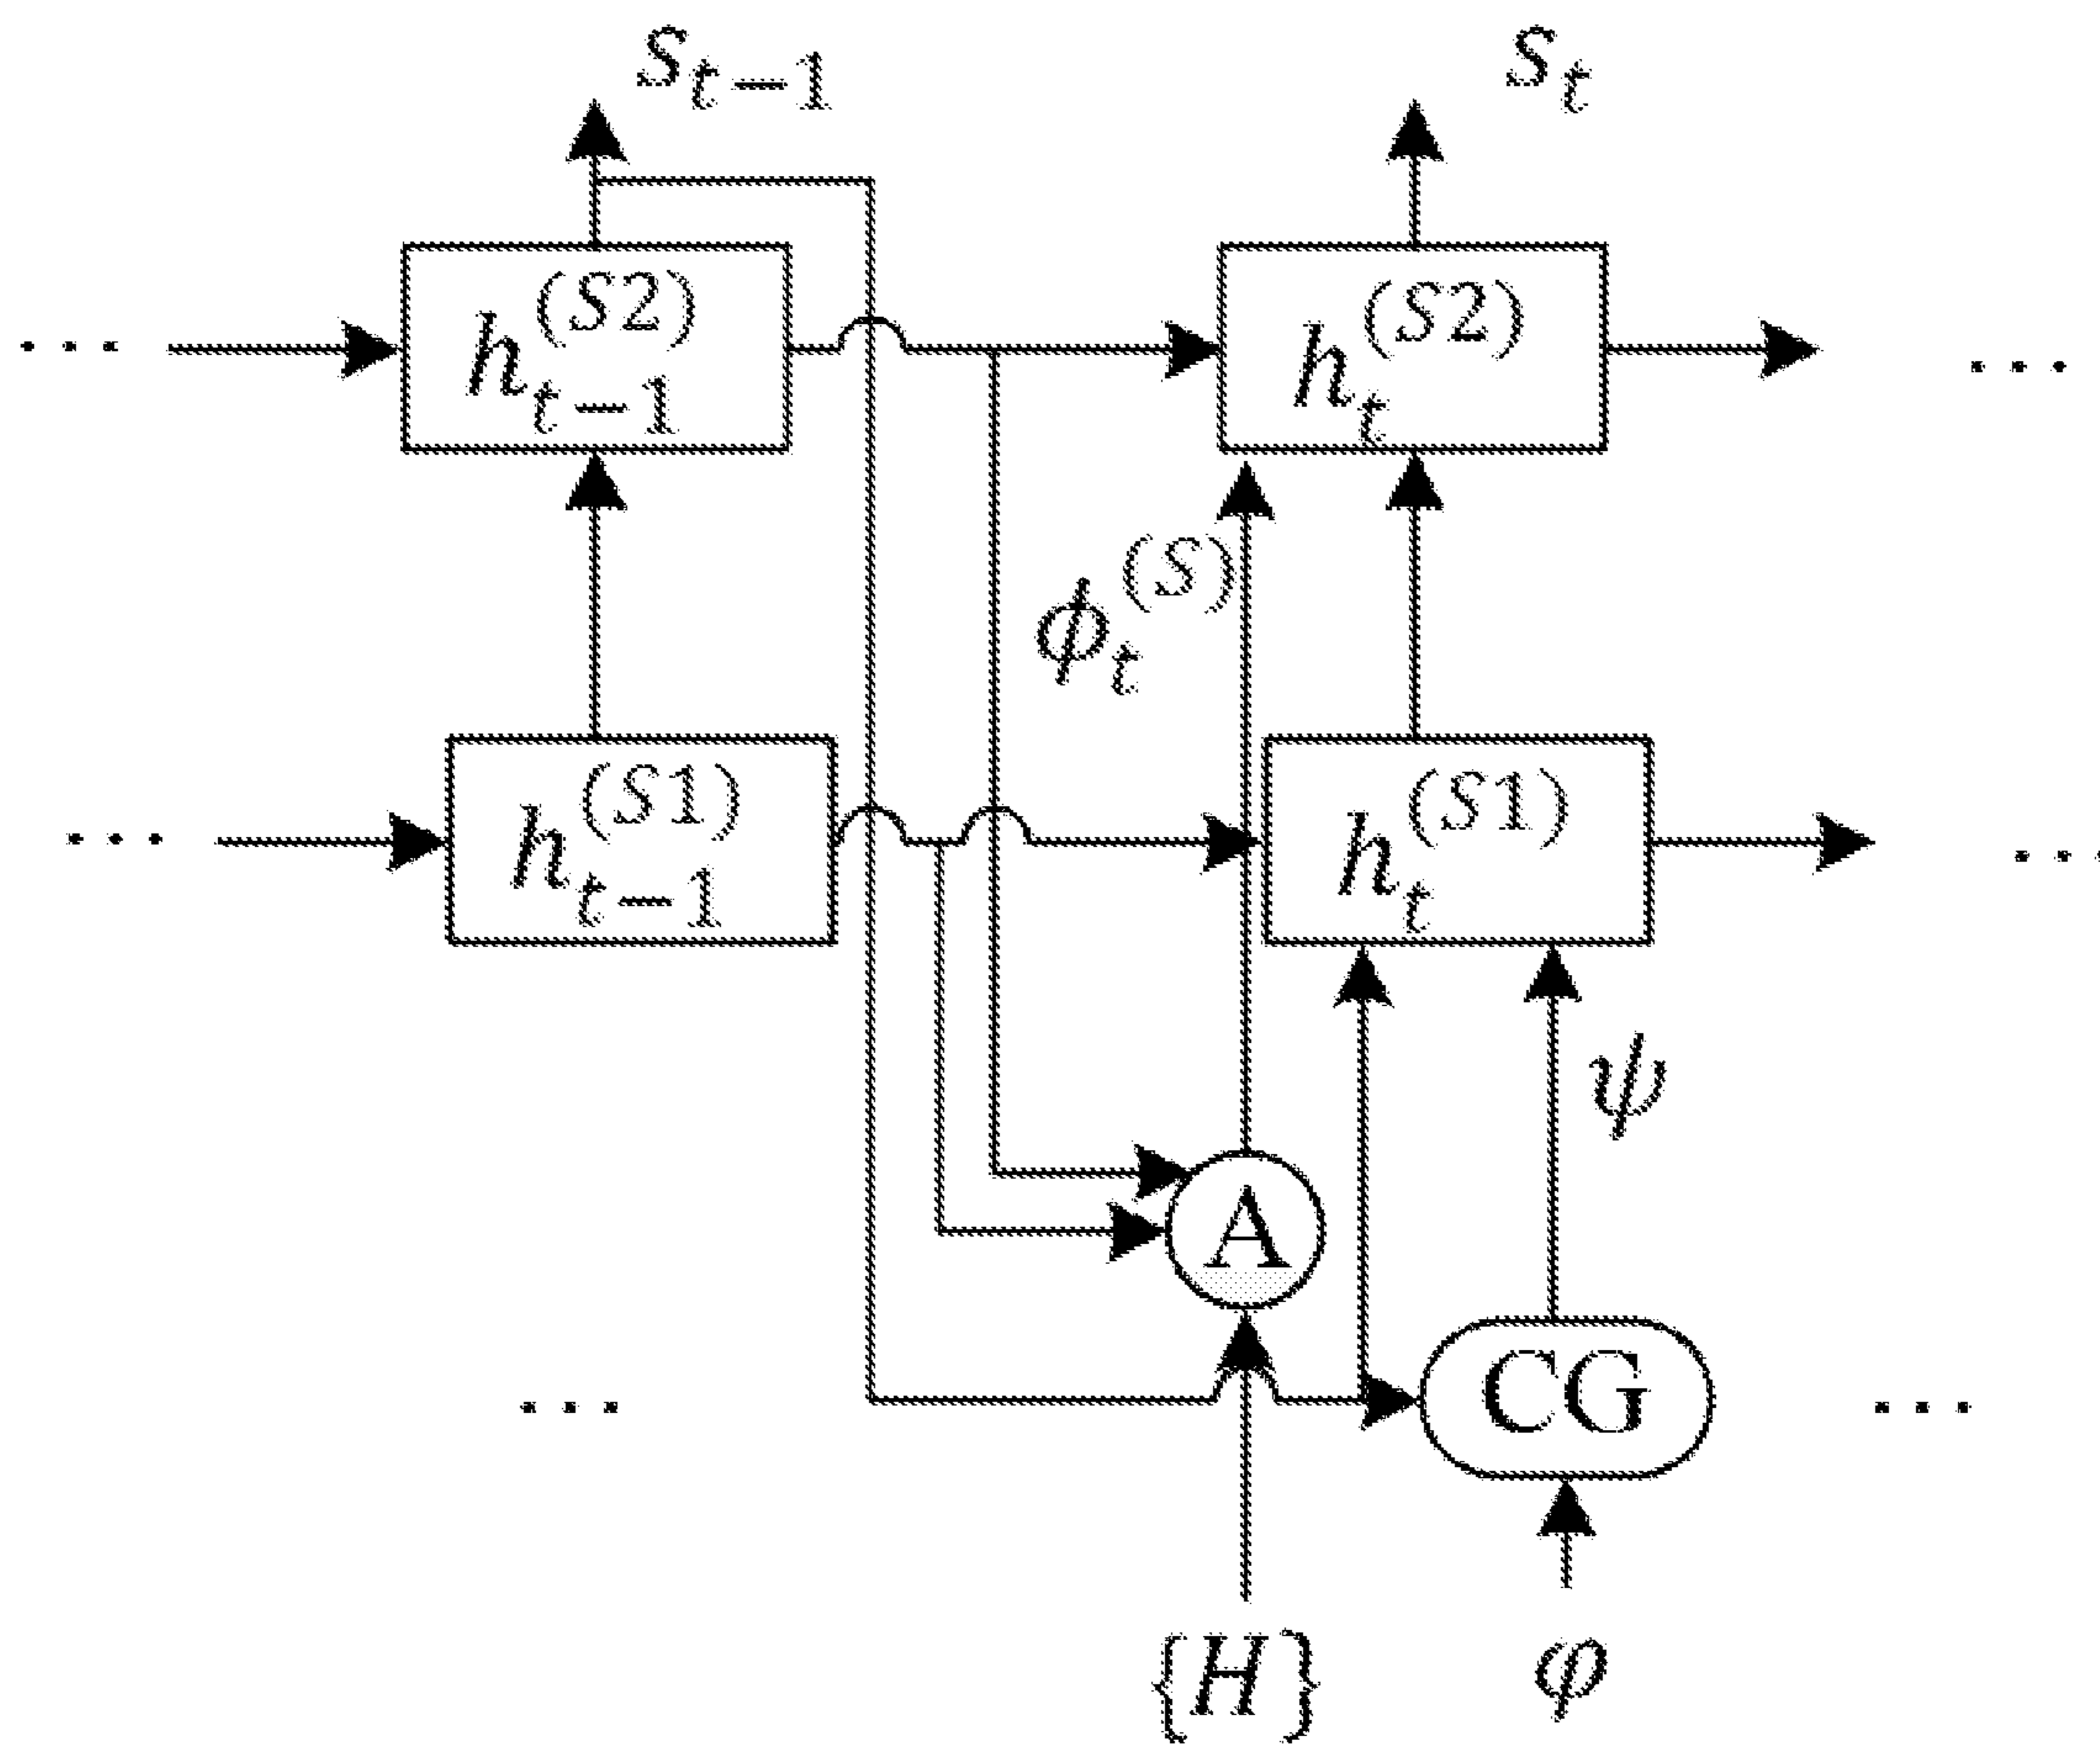 s_{t−1} s_t
… h_{t−1}^{(S2)} h_t^{(S2)} …
ϕ_t^{(S)}
… h_{t−1}^{(S1)} h_t^{(S1)} …
ψ
A
… CG …
{H} φ